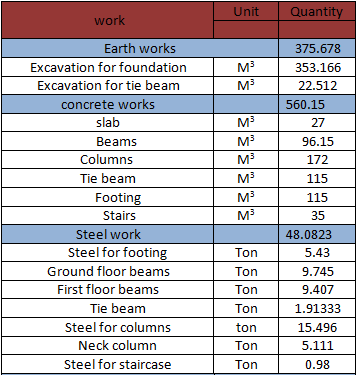 work Unit Quantity
Earth works 375.678
Excavation for foundation M³ 353.166
Excavation for tie beam M³ 22.512
concrete works 560.15
slab M³ 27
Beams M³ 96.15
Columns M³ 172
Tie beam M³ 115
Footing M³ 115
Stairs M³ 35
Steel work 48.0823
Steel for footing Ton 5.43
Ground floor beams Ton 9.745
First floor beams Ton 9.407
Tie beam Ton 1.91333
Steel for columns ton 15.496
Neck column Ton 5.111
Steel for staircase Ton 0.98